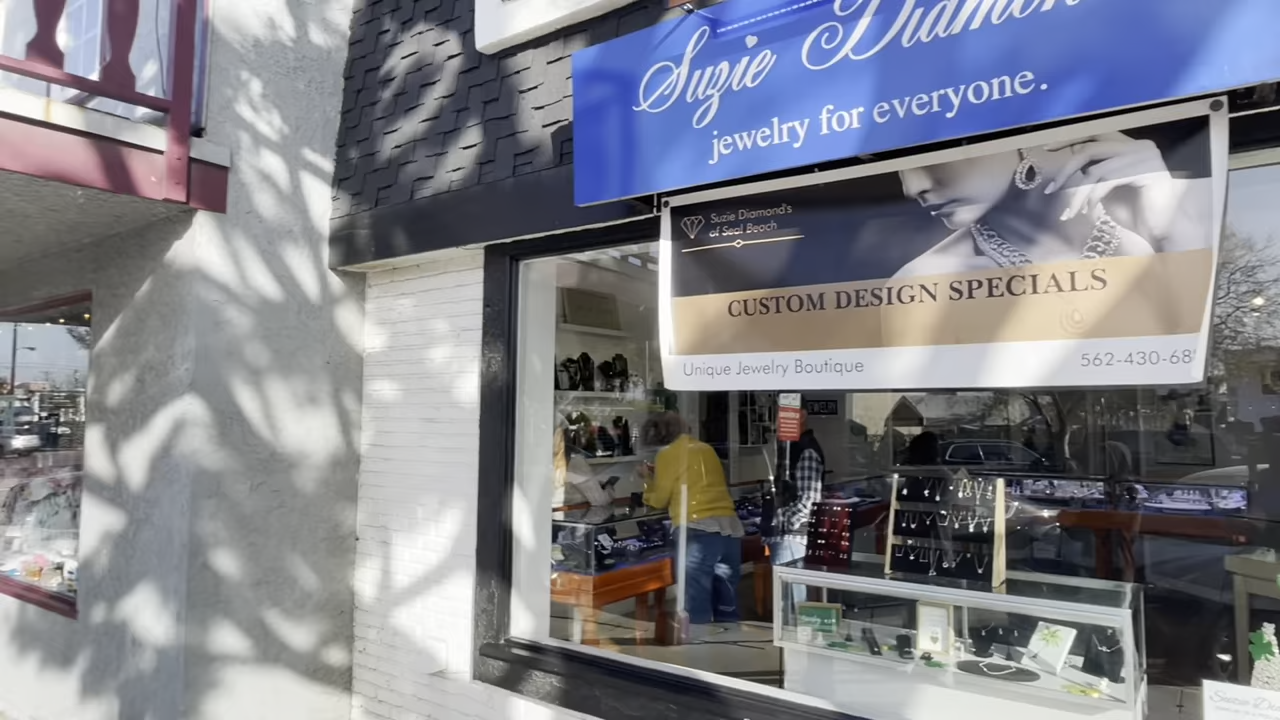 Suzie Diamon
jewelry for everyone.
Suzie Diamond's
of Seal Beach
CUSTOM DESIGN SPECIALS
Unique Jewelry Boutique
562-430-68
JEWELRY